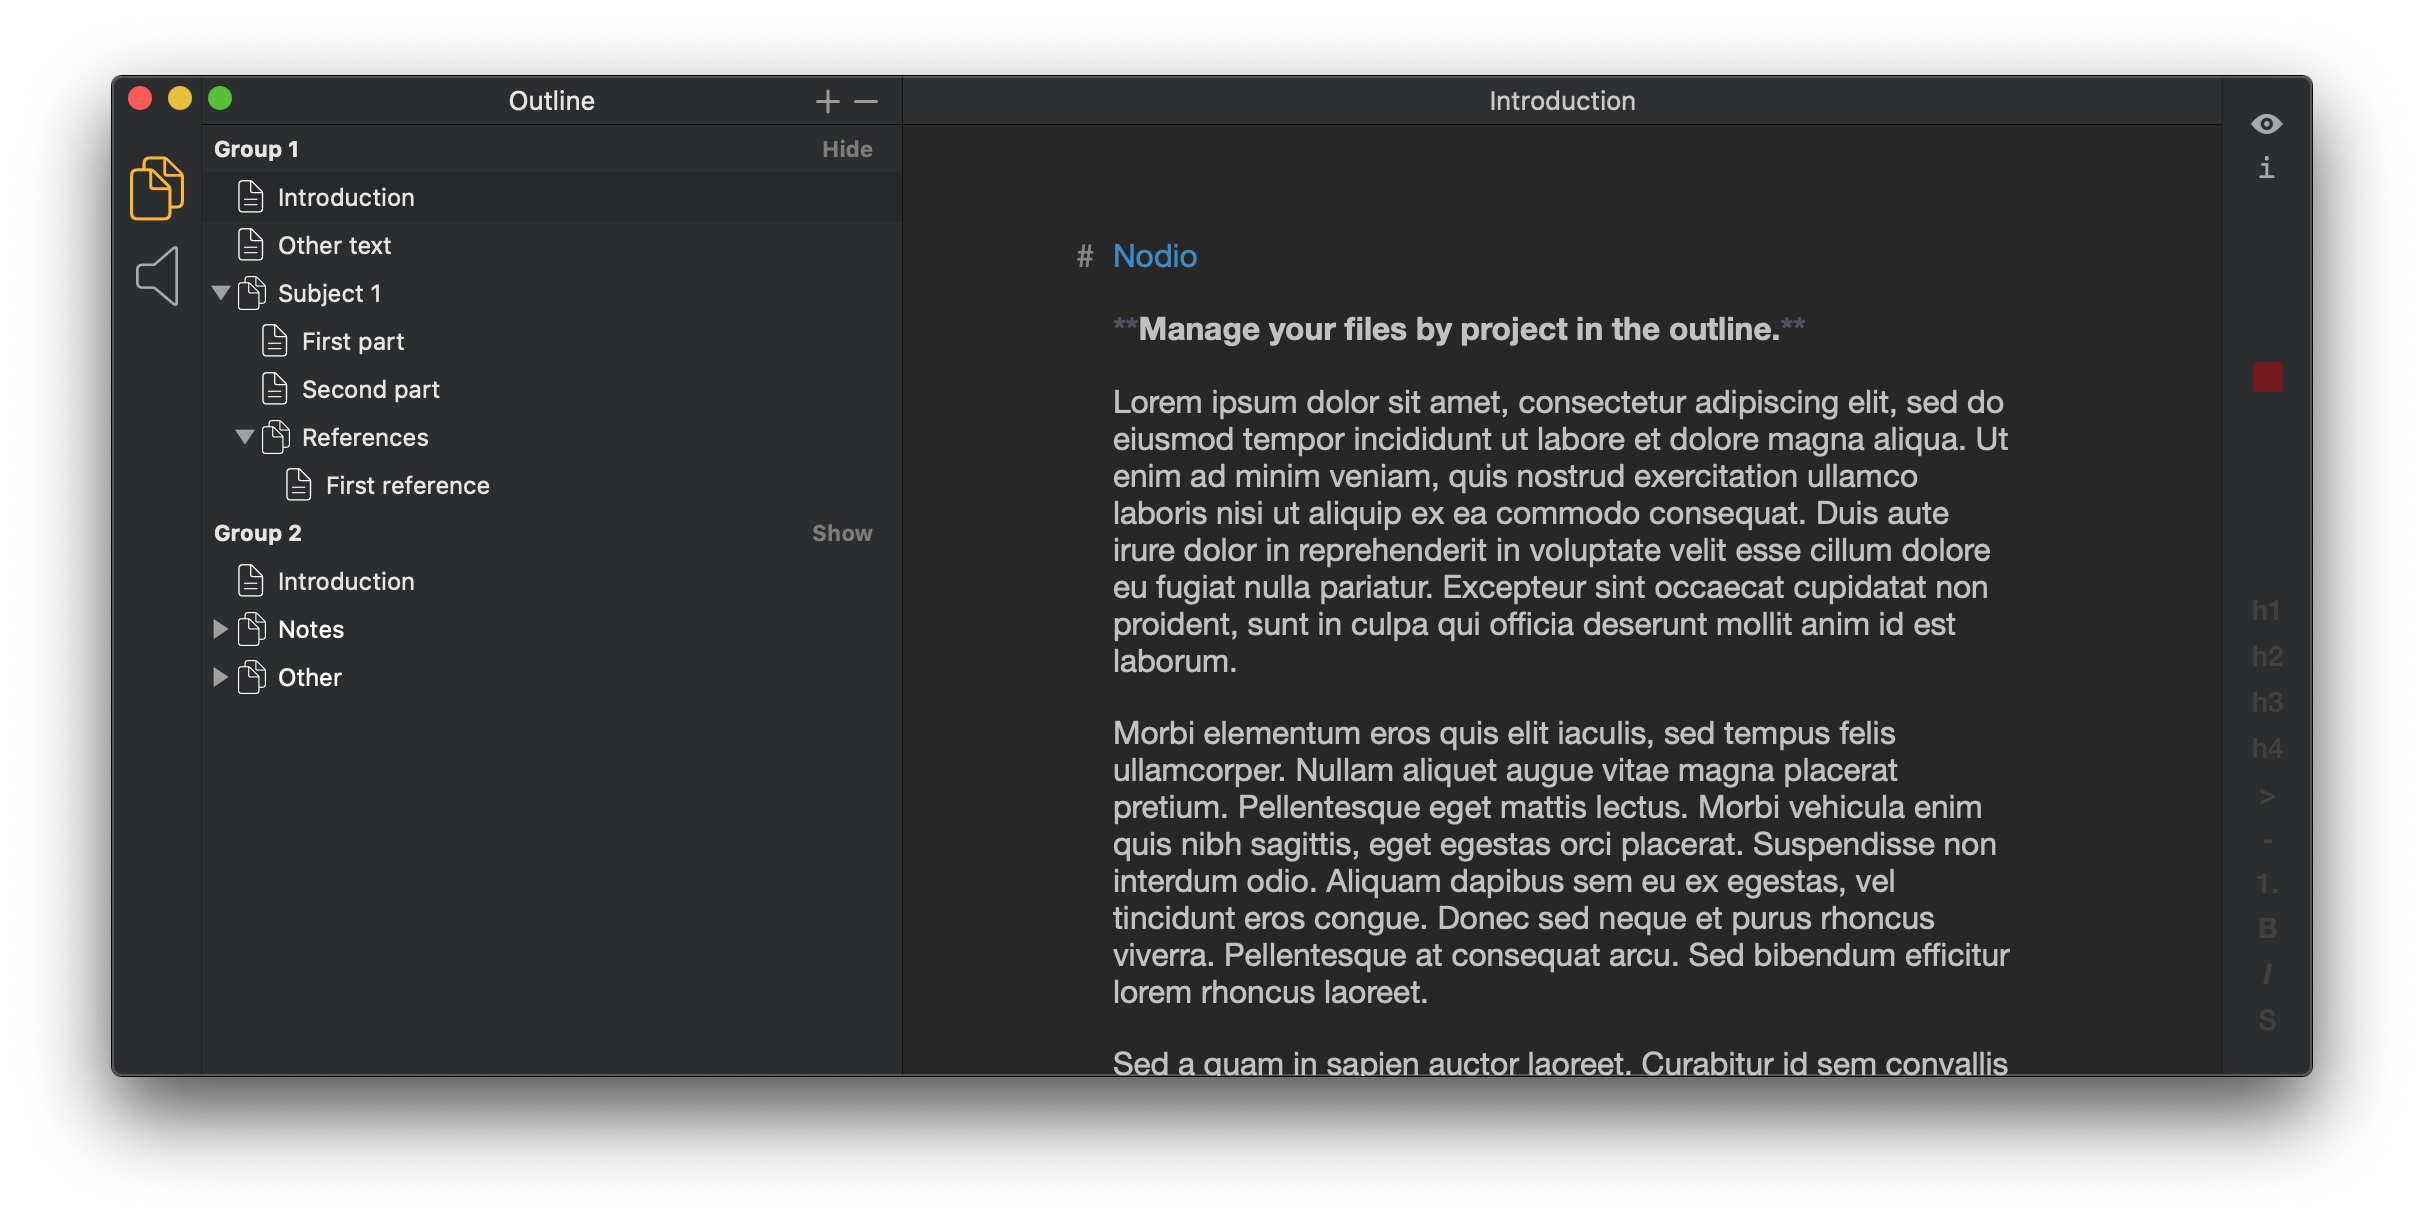 Outline
Group 1 Hide
Introduction
Other text
Subject 1
First part
Second part
References
First reference
Group 2 Show
Introduction
Notes
Other
Introduction
# Nodio
**Manage your files by project in the outline.**
Lorem ipsum dolor sit amet, consectetur adipiscing elit, sed do
eiusmod tempor incididunt ut labore et dolore magna aliqua. Ut
enim ad minim veniam, quis nostrud exercitation ullamco
laboris nisi ut aliquip ex ea commodo consequat. Duis aute
irure dolor in reprehenderit in voluptate velit esse cillum dolore
eu fugiat nulla pariatur. Excepteur sint occaecat cupidatat non
proident, sunt in culpa qui officia deserunt mollit anim id est
laborum.
Morbi elementum eros quis elit iaculis, sed tempus felis
ullamcorper. Nullam aliquet augue vitae magna placerat
pretium. Pellentesque eget mattis lectus. Morbi vehicula enim
quis nibh sagittis, eget egestas orci placerat. Suspendisse non
interdum odio. Aliquam dapibus sem eu ex egestas, vel
tincidunt eros congue. Donec sed neque et purus rhoncus
viverra. Pellentesque at consequat arcu. Sed bibendum efficitur
lorem rhoncus laoreet.
Sed a quam in sapien auctor laoreet. Curabitur id sem convallis
i
h1
h2
h3
h4
>
-
1.
B
I
S